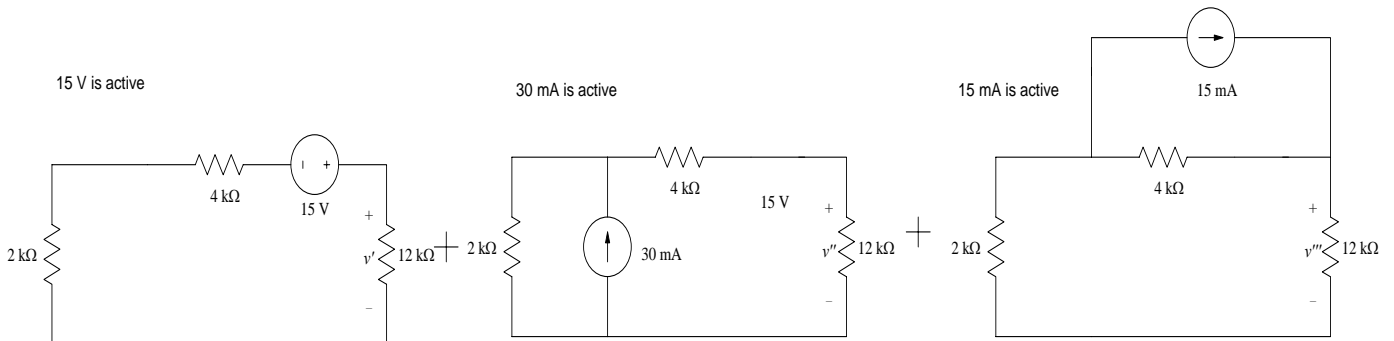 15 V is active
4 kΩ
- +
15 V
2 kΩ
+
v'
12 kΩ
-
+
30 mA is active
4 kΩ
15 V
2 kΩ
30 mA
+
v''
12 kΩ
-
+
15 mA is active
15 mA
4 kΩ
2 kΩ
+
v'''
12 kΩ
-